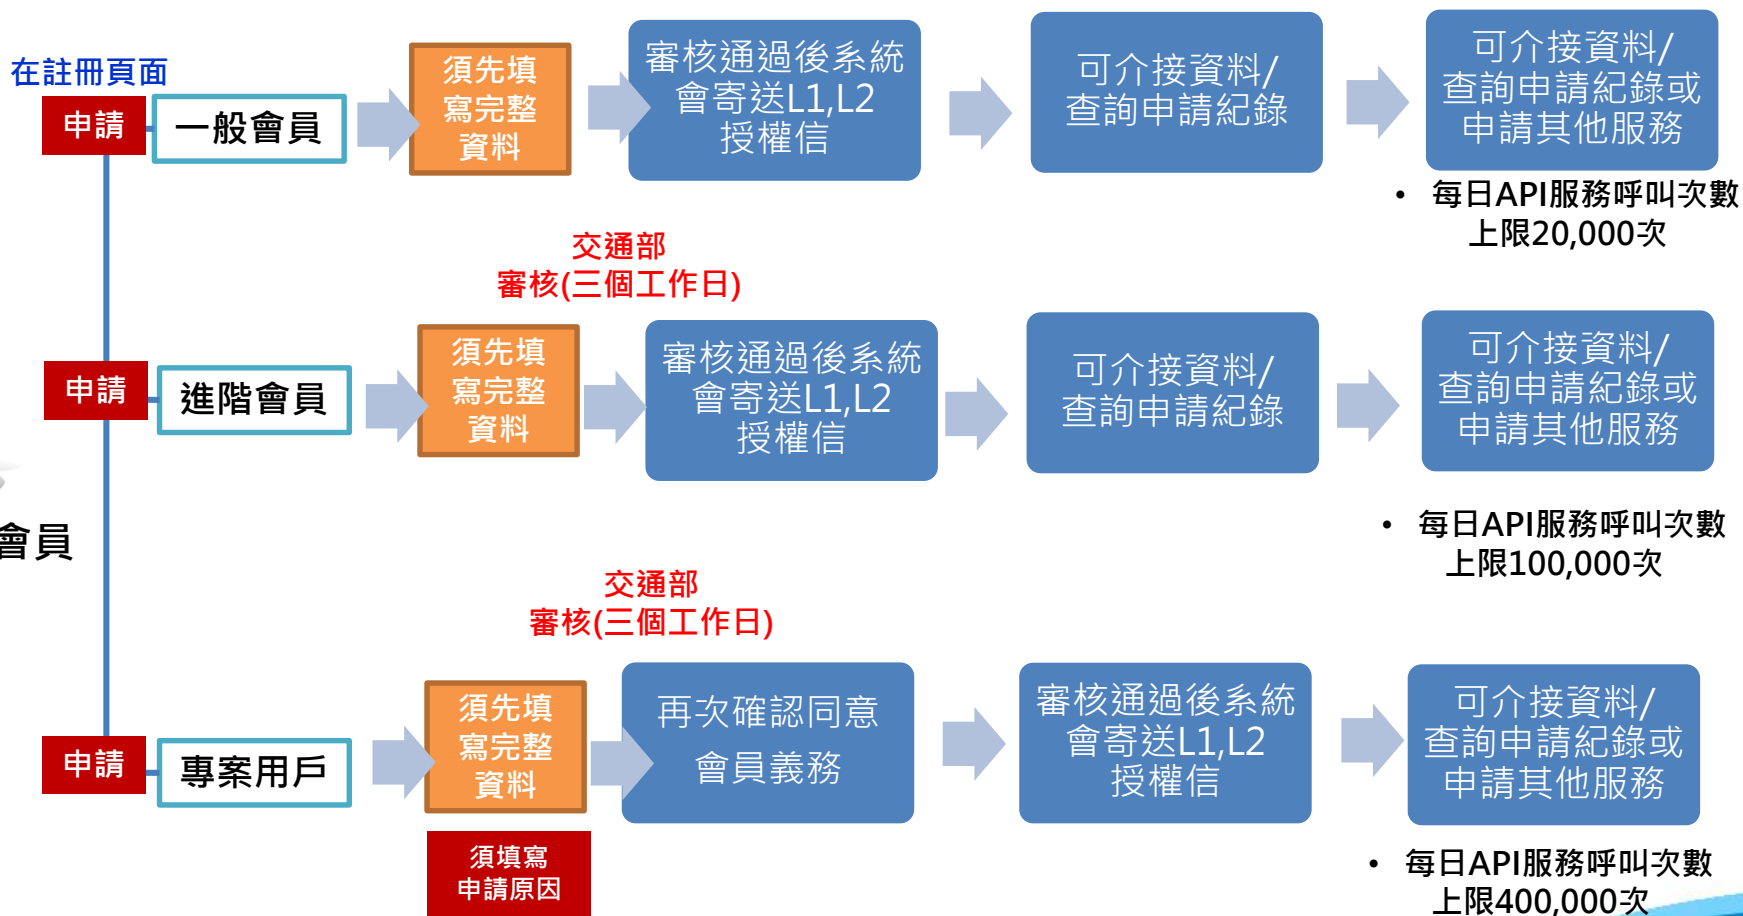 在註冊頁面
申請
一般會員
須先填
寫完整
資料
審核通過後系統
會寄送L1,L2
授權信
可介接資料/
查詢申請紀錄
可介接資料/
查詢申請紀錄或
申請其他服務
• 每日API服務呼叫次數
上限20,000次
交通部
審核(三個工作日)
申請
進階會員
須先填
寫完整
資料
審核通過後系統
會寄送L1,L2
授權信
可介接資料/
查詢申請紀錄
可介接資料/
查詢申請紀錄或
申請其他服務
• 每日API服務呼叫次數
上限100,000次
會員
交通部
審核(三個工作日)
申請
專案用戶
須先填
寫完整
資料
須填寫
申請原因
再次確認同意
會員義務
審核通過後系統
會寄送L1,L2
授權信
可介接資料/
查詢申請紀錄或
申請其他服務
• 每日API服務呼叫次數
上限400,000次